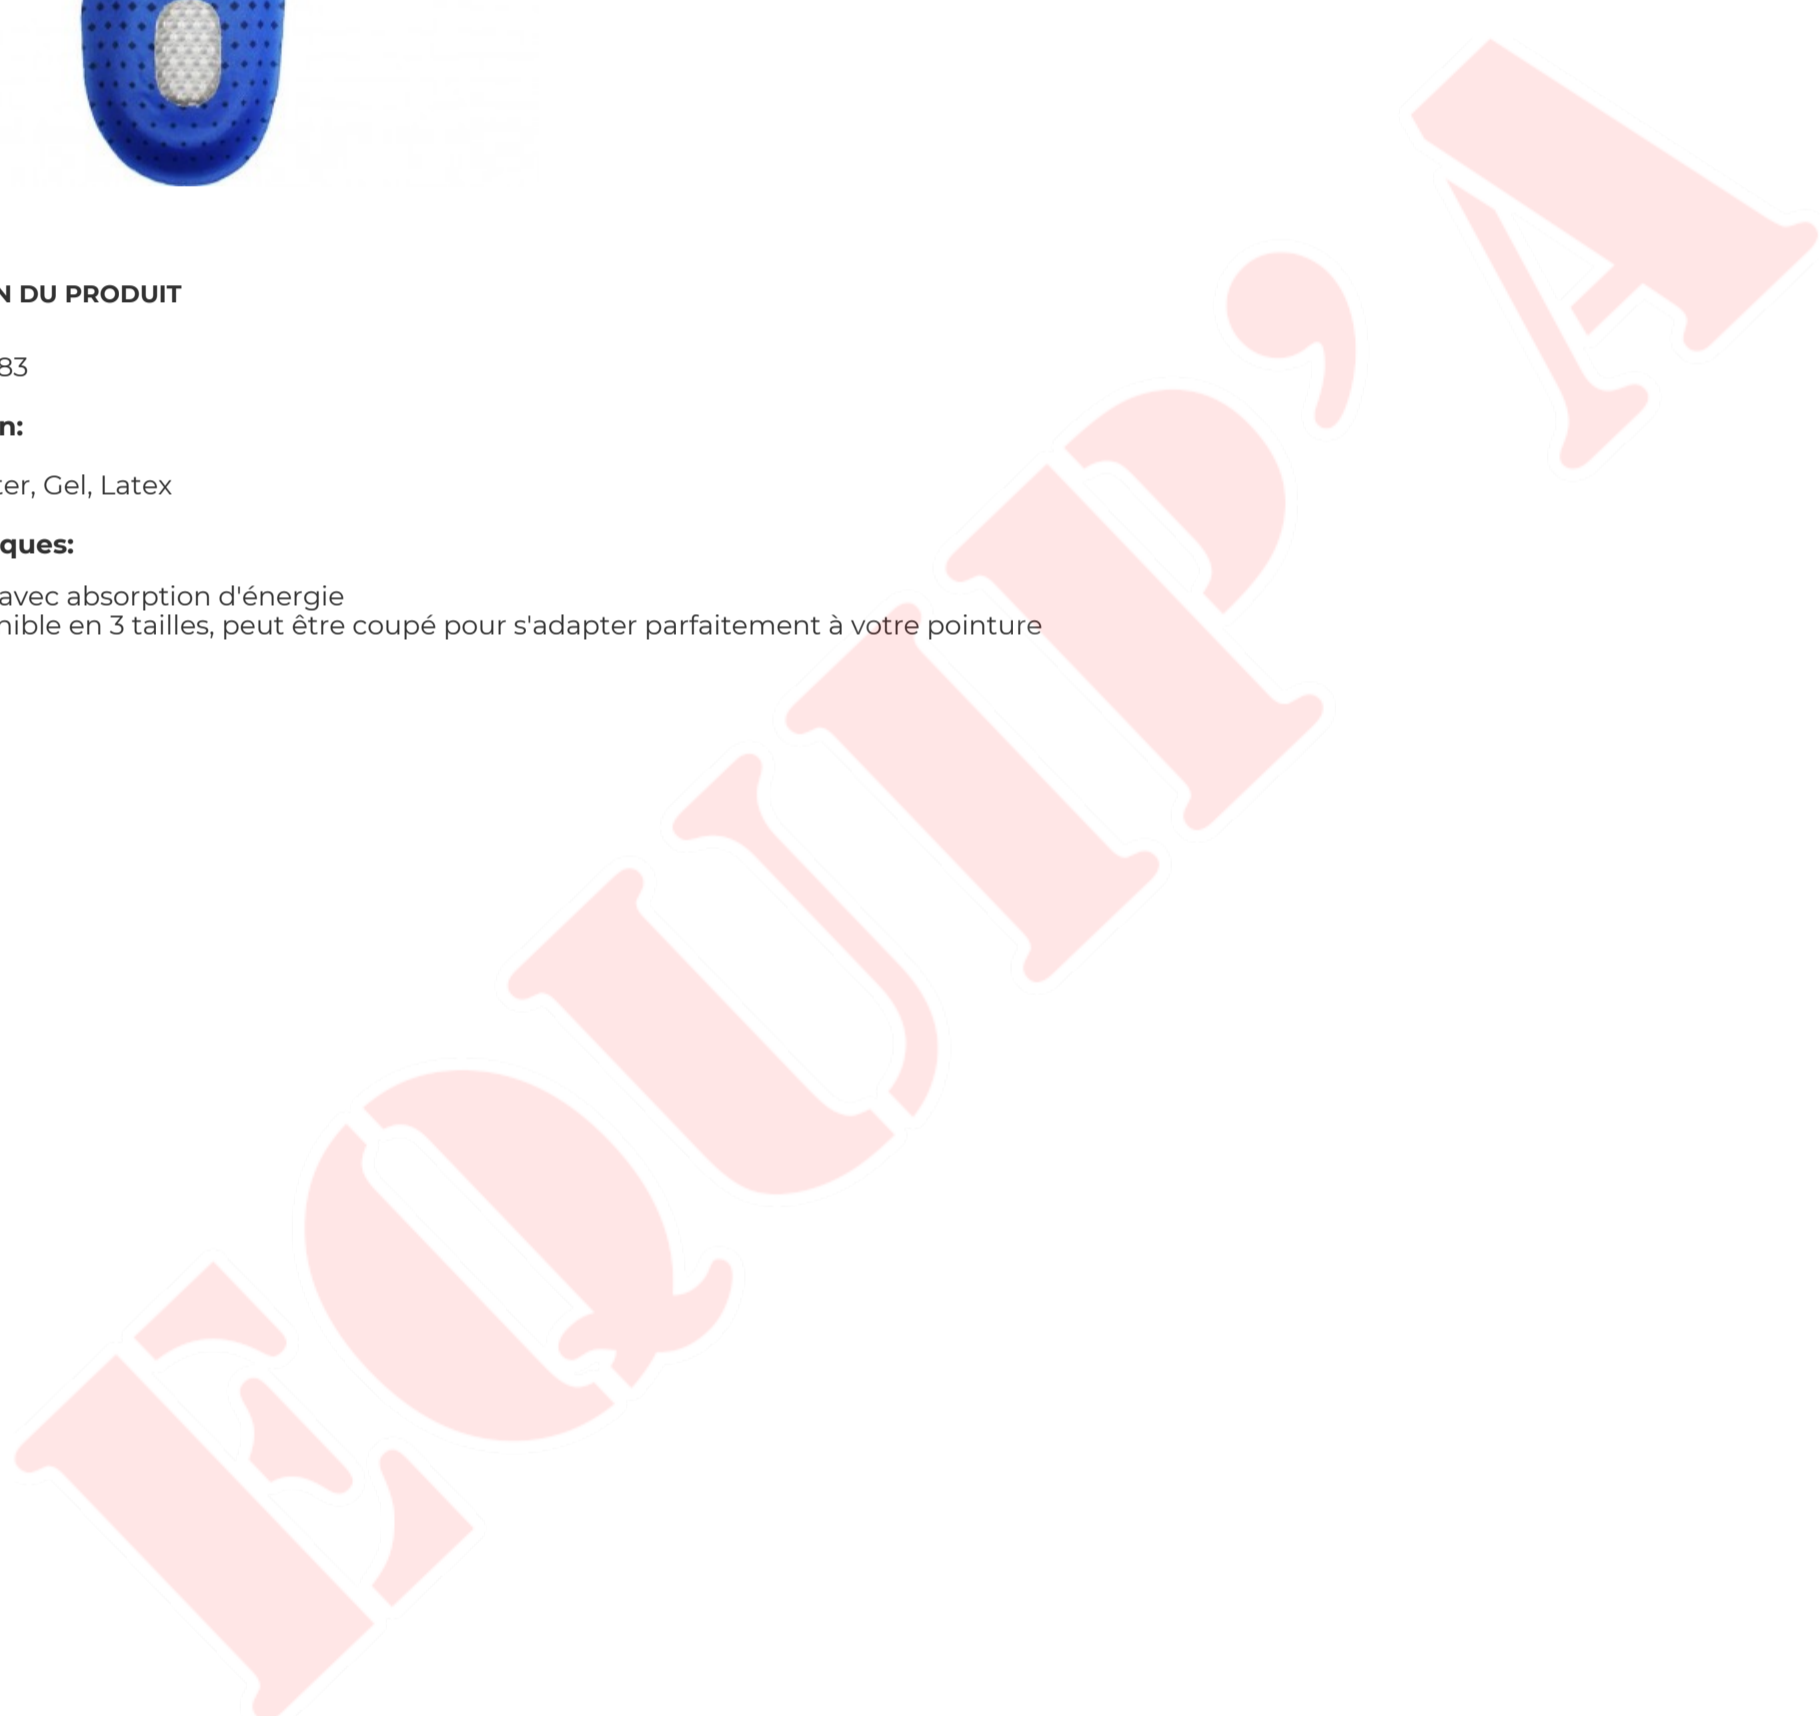 N DU PRODUIT
83
n:
ter, Gel, Latex
ques:
avec absorption d'énergie
nible en 3 tailles, peut être coupé pour s'adapter parfaitement à votre pointure
EQUIP'A